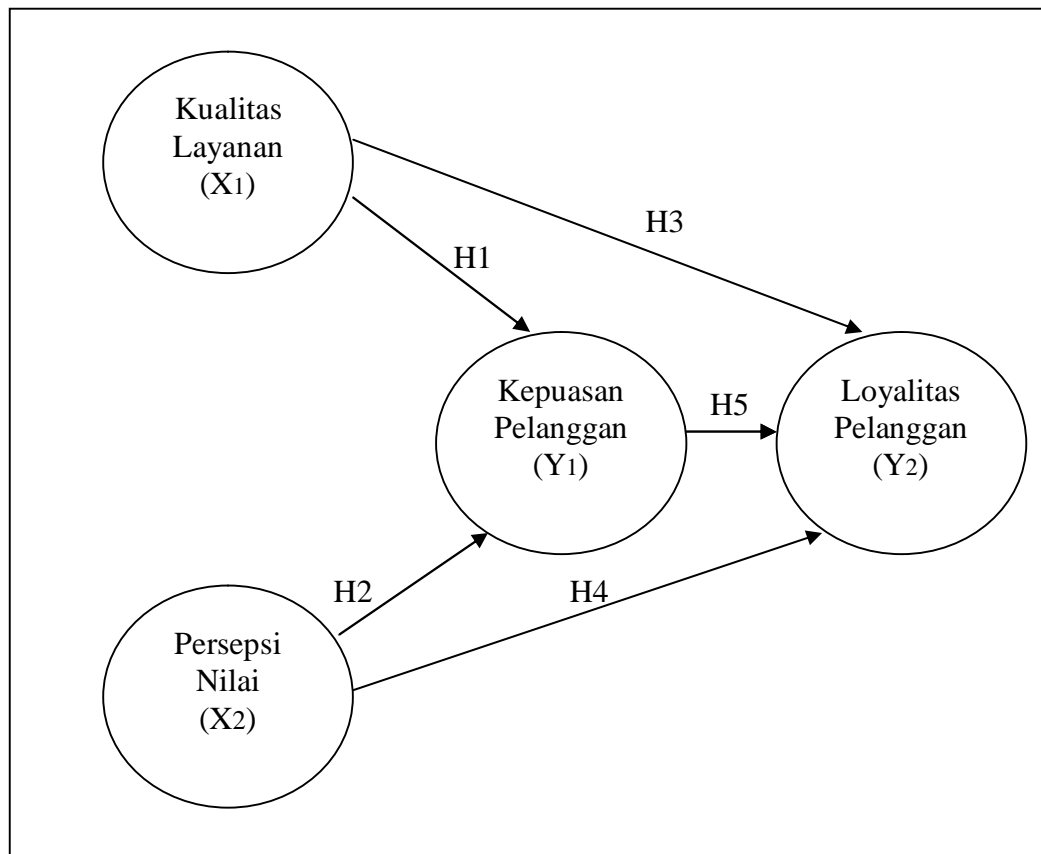 Kualitas
Layanan
(X1)
H3
H1
Kepuasan
Pelanggan
(Y1)
H5
Loyalitas
Pelanggan
(Y2)
H2
H4
Persepsi
Nilai
(X2)